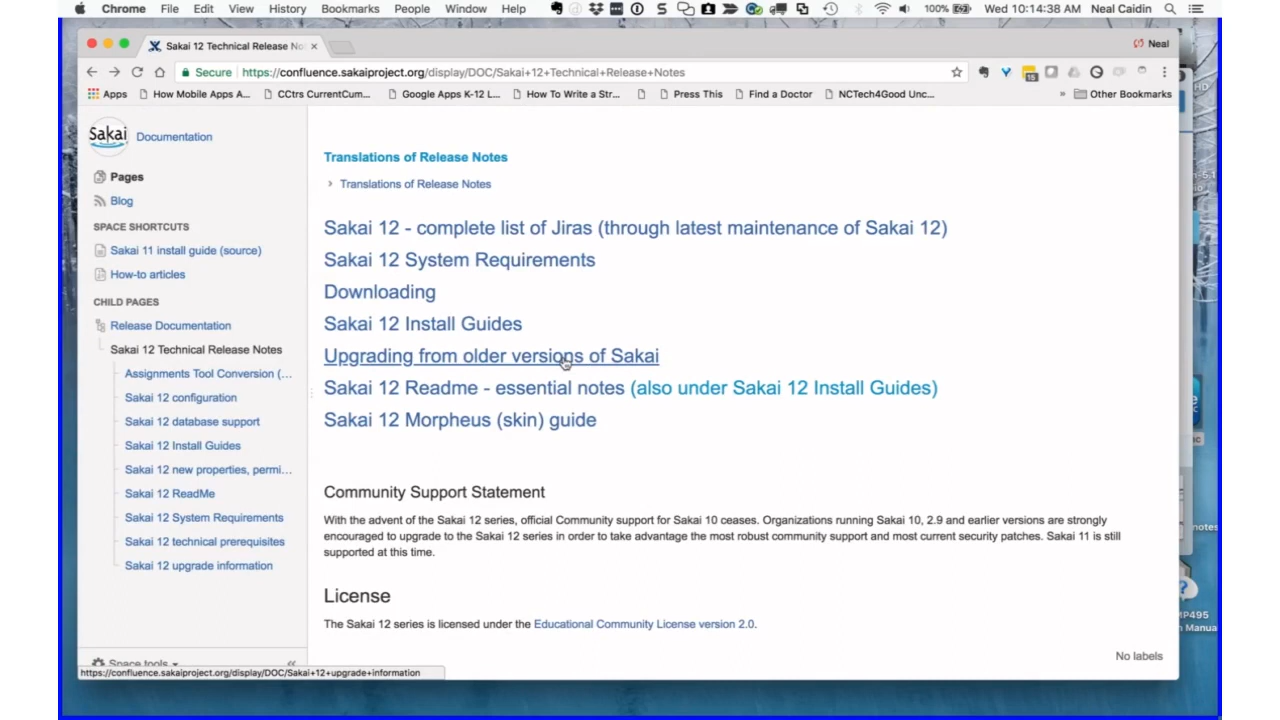 Chrome File Edit View History Bookmarks People Window Help 100% Wed 10:14:38 AM Neal Caidin
Sakai 12 Technical Release No × Neal
Secure https://confluence.sakaiproject.org/display/DOC/Sakai+12+Technical+Release+Notes
Apps How Mobile Apps A... CCtrs CurrentCum... Google Apps K-12 L... How To Write a Str... Press This Find a Doctor NCTech4Good Unc... » Other Bookmarks
Sakai Documentation
Pages
Blog
SPACE SHORTCUTS
Sakai 11 install guide (source)
How-to articles
CHILD PAGES
Release Documentation
Sakai 12 Technical Release Notes
Assignments Tool Conversion (...
Sakai 12 configuration
Sakai 12 database support
Sakai 12 Install Guides
Sakai 12 new properties, permi...
Sakai 12 ReadMe
Sakai 12 System Requirements
Sakai 12 technical prerequisites
Sakai 12 upgrade information
Space tools
https://confluence.sakaiproject.org/display/DOC/Sakai+12+upgrade+information
Translations of Release Notes
Translations of Release Notes
Sakai 12 - complete list of Jiras (through latest maintenance of Sakai 12)
Sakai 12 System Requirements
Downloading
Sakai 12 Install Guides
Upgrading from older versions of Sakai
Sakai 12 Readme - essential notes (also under Sakai 12 Install Guides)
Sakai 12 Morpheus (skin) guide
Community Support Statement
With the advent of the Sakai 12 series, official Community support for Sakai 10 ceases. Organizations running Sakai 10, 2.9 and earlier versions are strongly
encouraged to upgrade to the Sakai 12 series in order to take advantage the most robust community support and most current security patches. Sakai 11 is still
supported at this time.
License
The Sakai 12 series is licensed under the Educational Community License version 2.0.
No labels